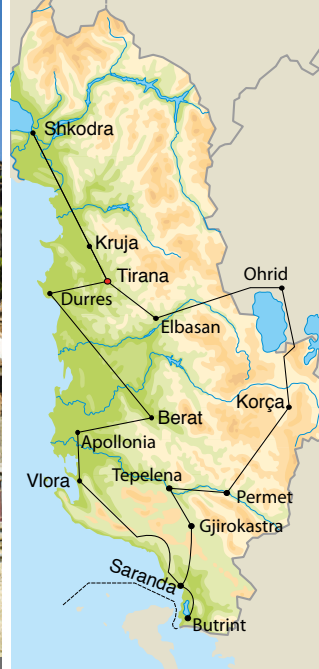 Shkodra
Kruja
Tirana
Ohrid
Durres
Elbasan
Korça
Berat
Apollonia
Tepelena
Vlora
Permet
Gjirokastra
Saranda
Butrint